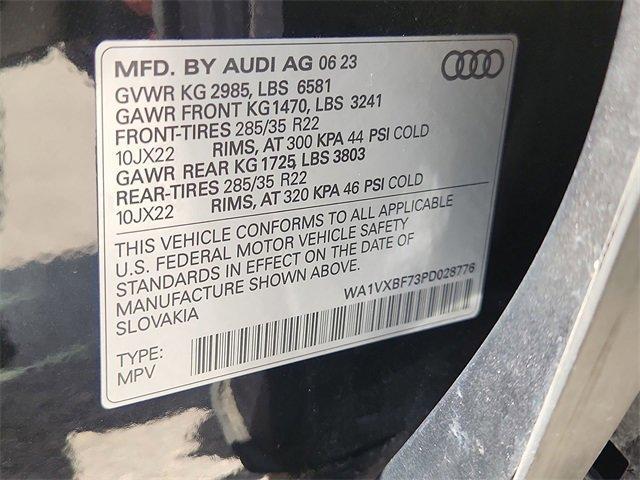 MFD. BY AUDI AG 06 23
GVWR KG 2985, LBS 6581
GAWR FRONT KG1470, LBS 3241
FRONT-TIRES 285/35 R22
10JX22 RIMS, AT 300 KPA 44 PSI COLD
GAWR REAR KG1725, LBS 3803
REAR-TIRES 285/35 R22
10JX22 RIMS, AT 320 KPA 46 PSI COLD
THIS VEHICLE CONFORMS TO ALL APPLICABLE
U.S. FEDERAL MOTOR VEHICLE SAFETY
STANDARDS IN EFFECT ON THE DATE OF
MANUFACTURE SHOWN ABOVE.
SLOVAKIA
WA1VXBF73PD028776
TYPE:
MPV